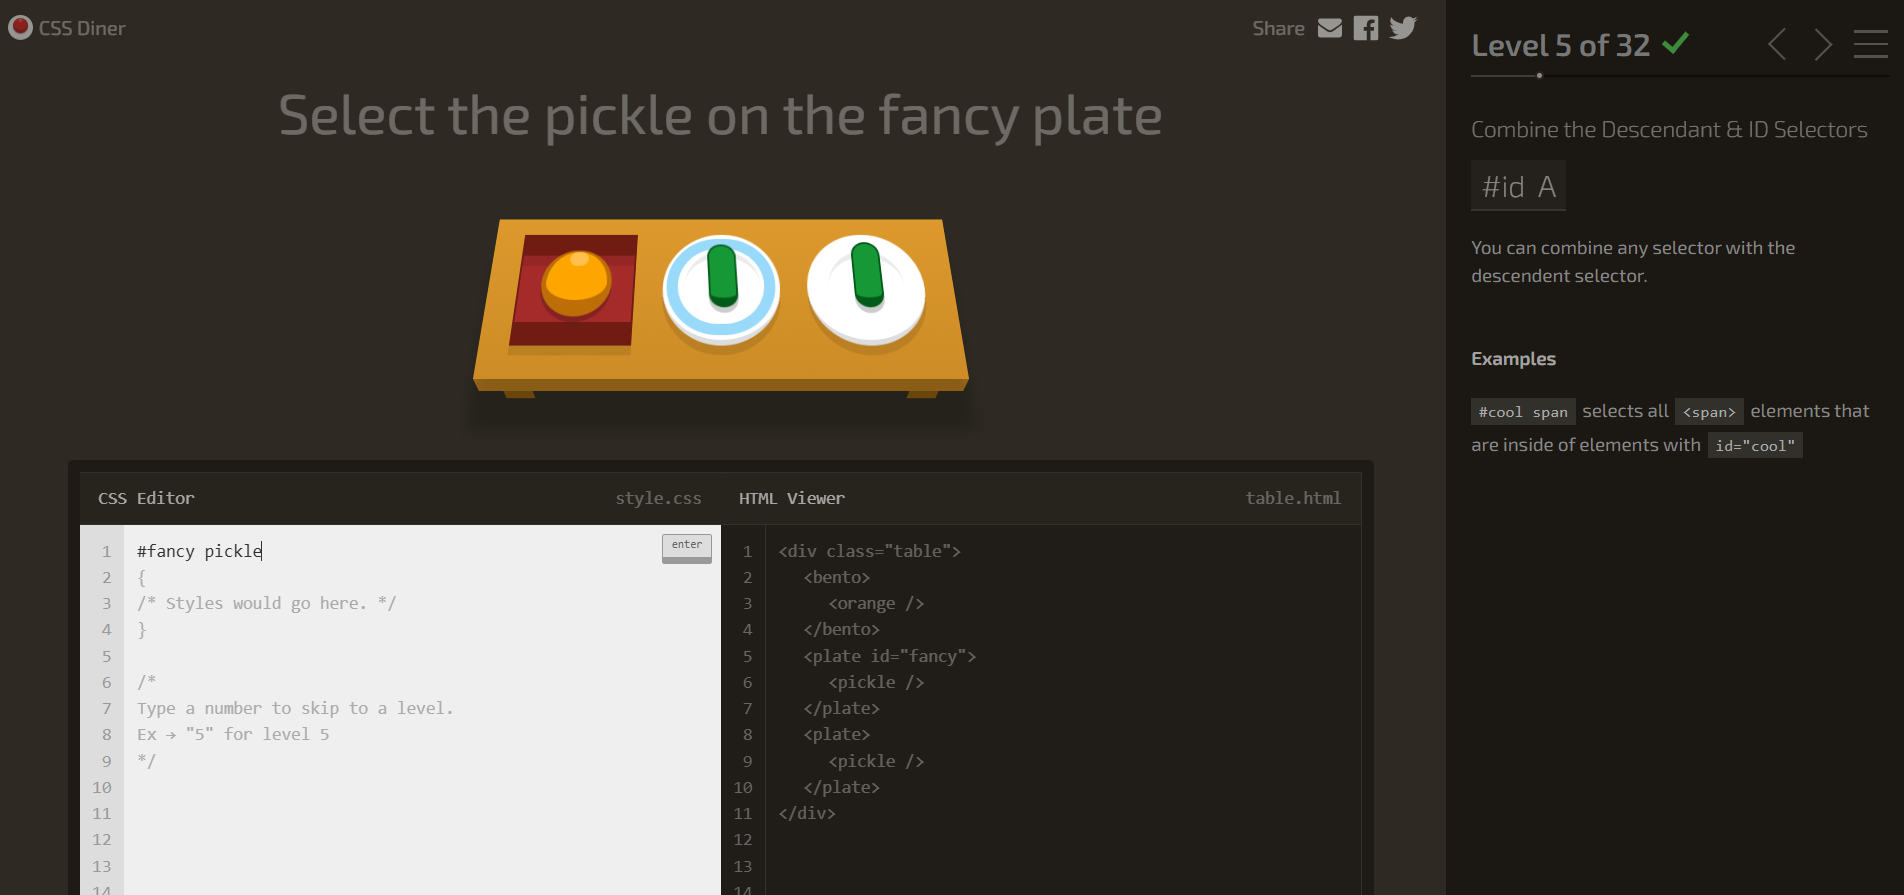 CSS Diner
Share
Select the pickle on the fancy plate
CSS Editor style.css
1 #fancy pickle
enter
2 {
3 /* Styles would go here. */
4 }
5
6 /*
7 Type a number to skip to a level.
8 Ex → "5" for level 5
9 */
10
11
12
13
14
HTML Viewer table.html
1 <div class="table">
2 <bento>
3 <orange />
4 </bento>
5 <plate id="fancy">
6 <pickle />
7 </plate>
8 <plate>
9 <pickle />
10 </plate>
11 </div>
12
13
14
Level 5 of 32
Combine the Descendant & ID Selectors
#id A
You can combine any selector with the
descendent selector.
Examples
#cool span selects all <span> elements that
are inside of elements with id="cool"